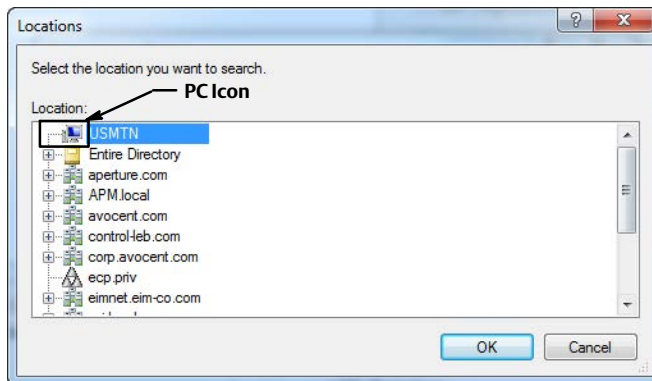 Locations
Select the location you want to search.
PC Icon
Location:
USMTN
Entire Directory
aperture.com
APM.local
avocent.com
control-leb.com
corp.avocent.com
ecp.priv
eimnet.eim-co.com
OK
Cancel